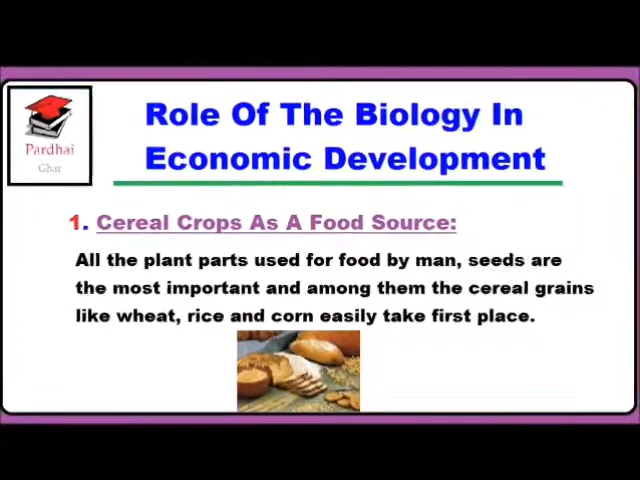 Pardhai
Ghar
Role Of The Biology In
Economic Development
1. Cereal Crops As A Food Source:
All the plant parts used for food by man, seeds are
the most important and among them the cereal grains
like wheat, rice and corn easily take first place.